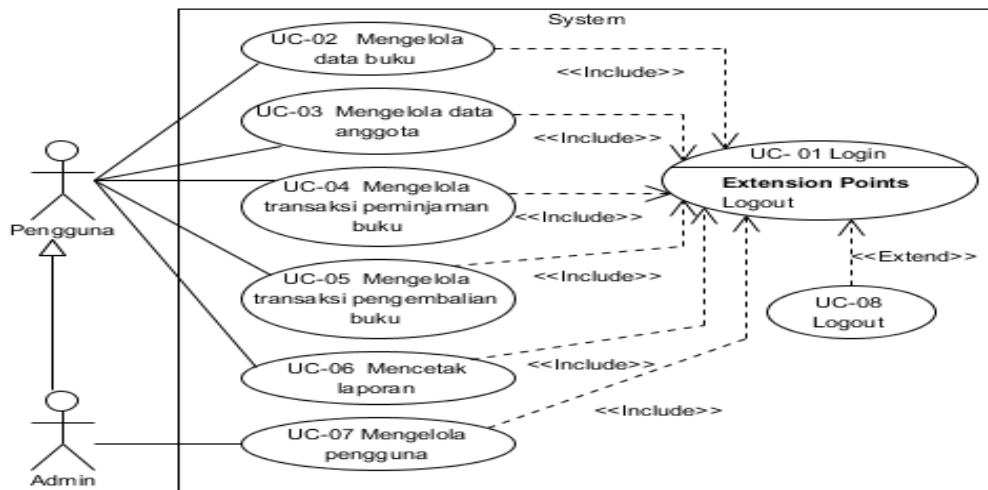 System
UC-02 Mengelola
data buku
<<Include>>
UC-03 Mengelola data
anggota
<<Include>>
UC- 01 Login
Extension Points
Logout
Pengguna
UC-04 Mengelola
transaksi peminjaman
buku
<<Include>>
UC-05 Mengelola
transaksi pengembalian
buku
<<Include>>
<<Extend>>
UC-08
Logout
UC-06 Mencetak
laporan
<<Include>>
UC-07 Mengelola
pengguna
<<Include>>
Admin